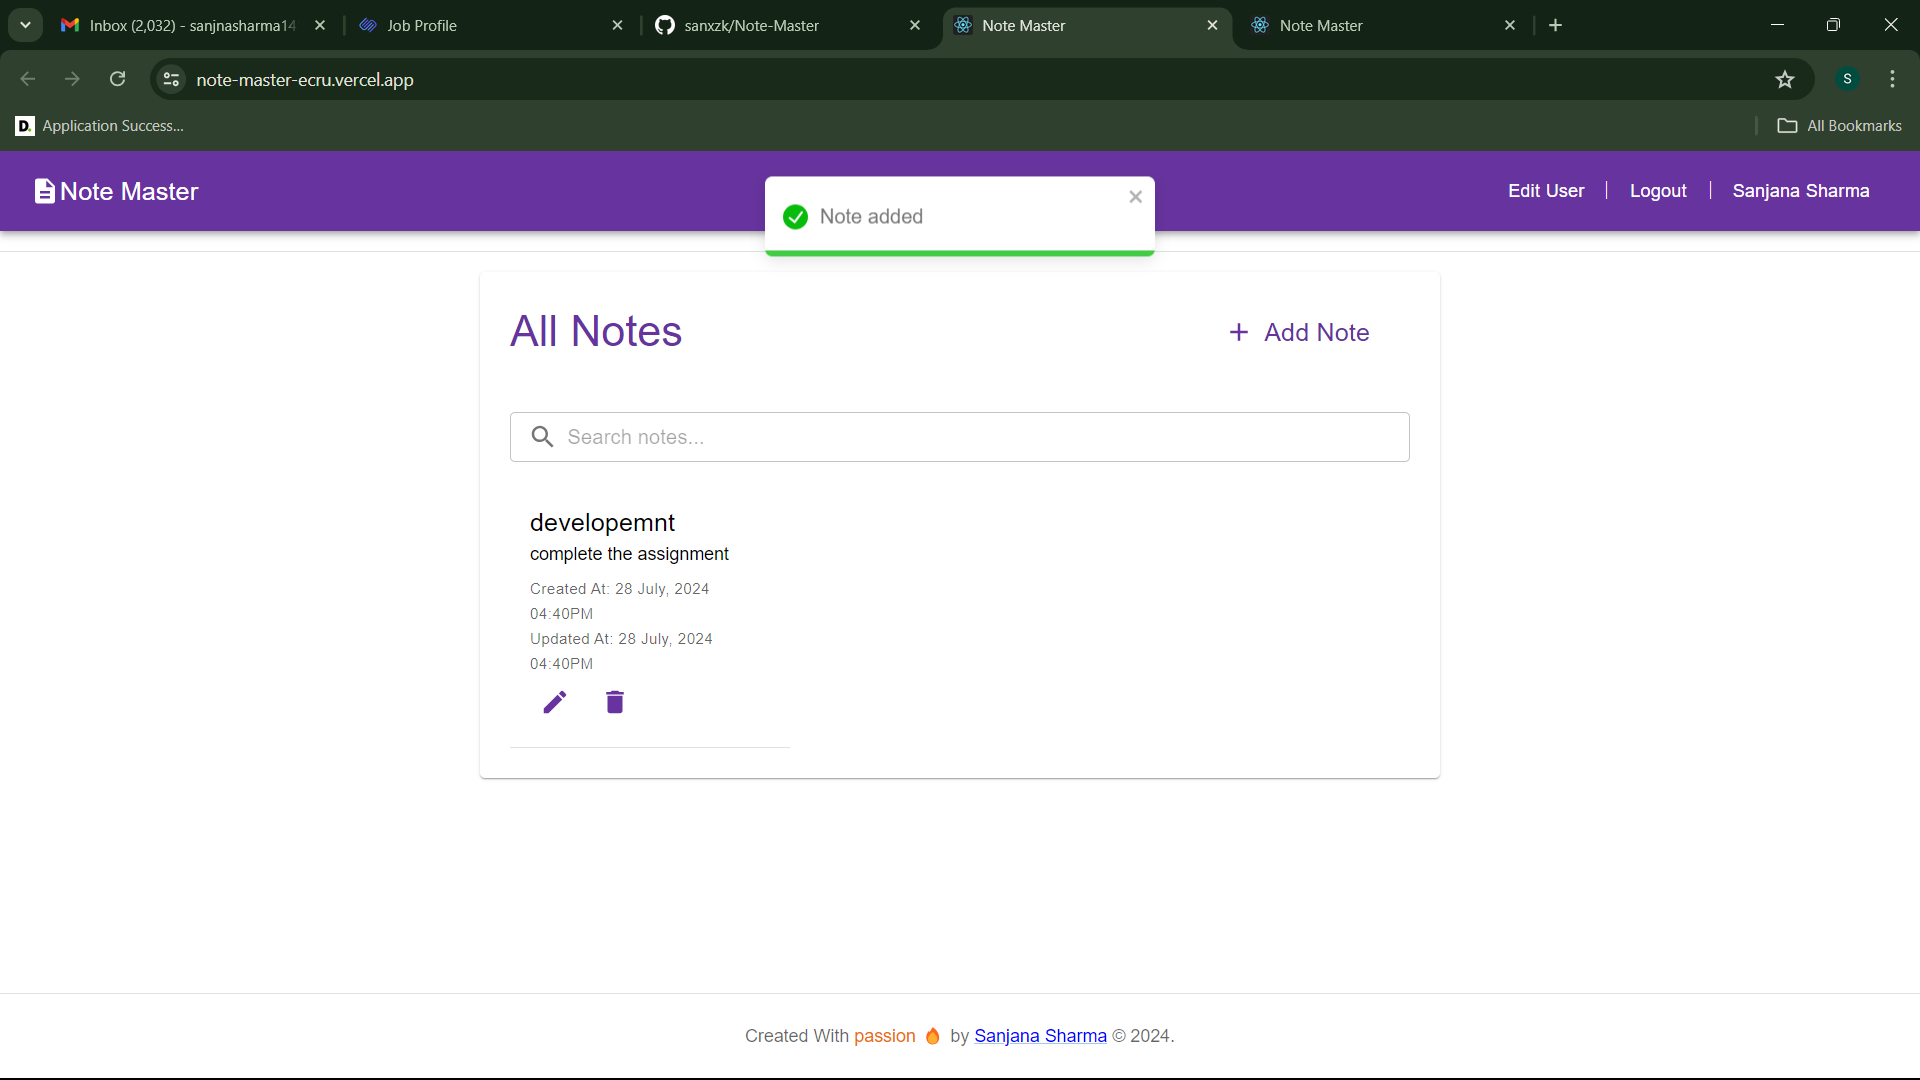 Inbox (2,032) - sanjnasharma14
Job Profile
sanxzk/Note-Master
Note Master
Note Master
note-master-ecru.vercel.app
S
D. Application Success...
All Bookmarks
Note Master
Note added
Edit User | Logout | Sanjana Sharma
All Notes
+ Add Note
Search notes...
developemnt
complete the assignment
Created At: 28 July, 2024
04:40PM
Updated At: 28 July, 2024
04:40PM
Created With passion 🔥 by Sanjana Sharma © 2024.